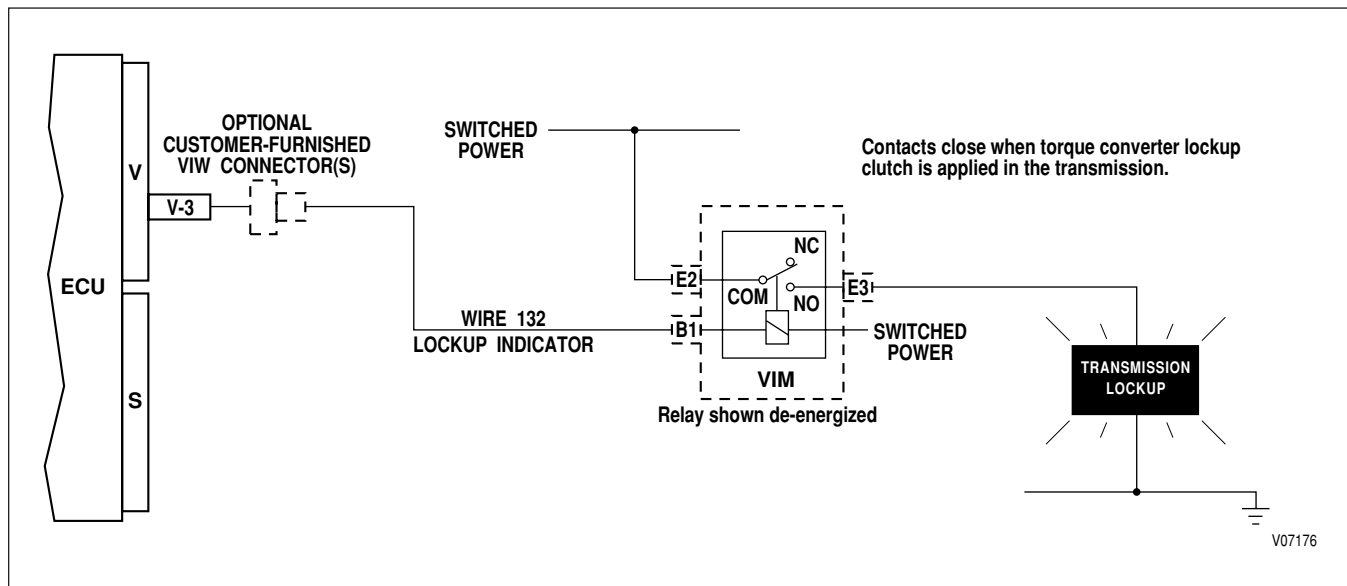 OPTIONAL
CUSTOMER-FURNISHED
VIW CONNECTOR(S)
SWITCHED
POWER
Contacts close when torque converter lockup
clutch is applied in the transmission.
V
V-3
ECU
S
WIRE 132
LOCKUP INDICATOR
E2
B1
NC
COM
NO
E3
SWITCHED
POWER
VIM
Relay shown de-energized
TRANSMISSION
LOCKUP
V07176